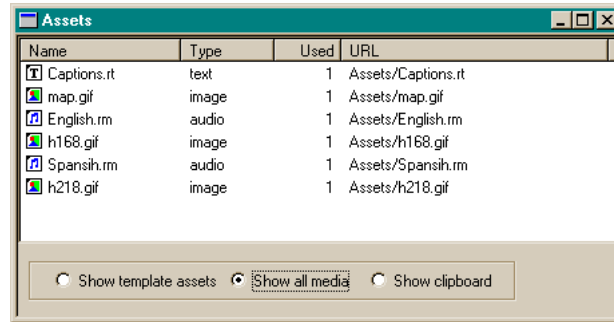 Assets
Name Type Used URL
T Captions.rt text 1 Assets/Captions.rt
map.gif image 1 Assets/map.gif
English.rm audio 1 Assets/English.rm
h168.gif image 1 Assets/h168.gif
Spansih.rm audio 1 Assets/Spansih.rm
h218.gif image 1 Assets/h218.gif
Show template assets Show all media Show clipboard